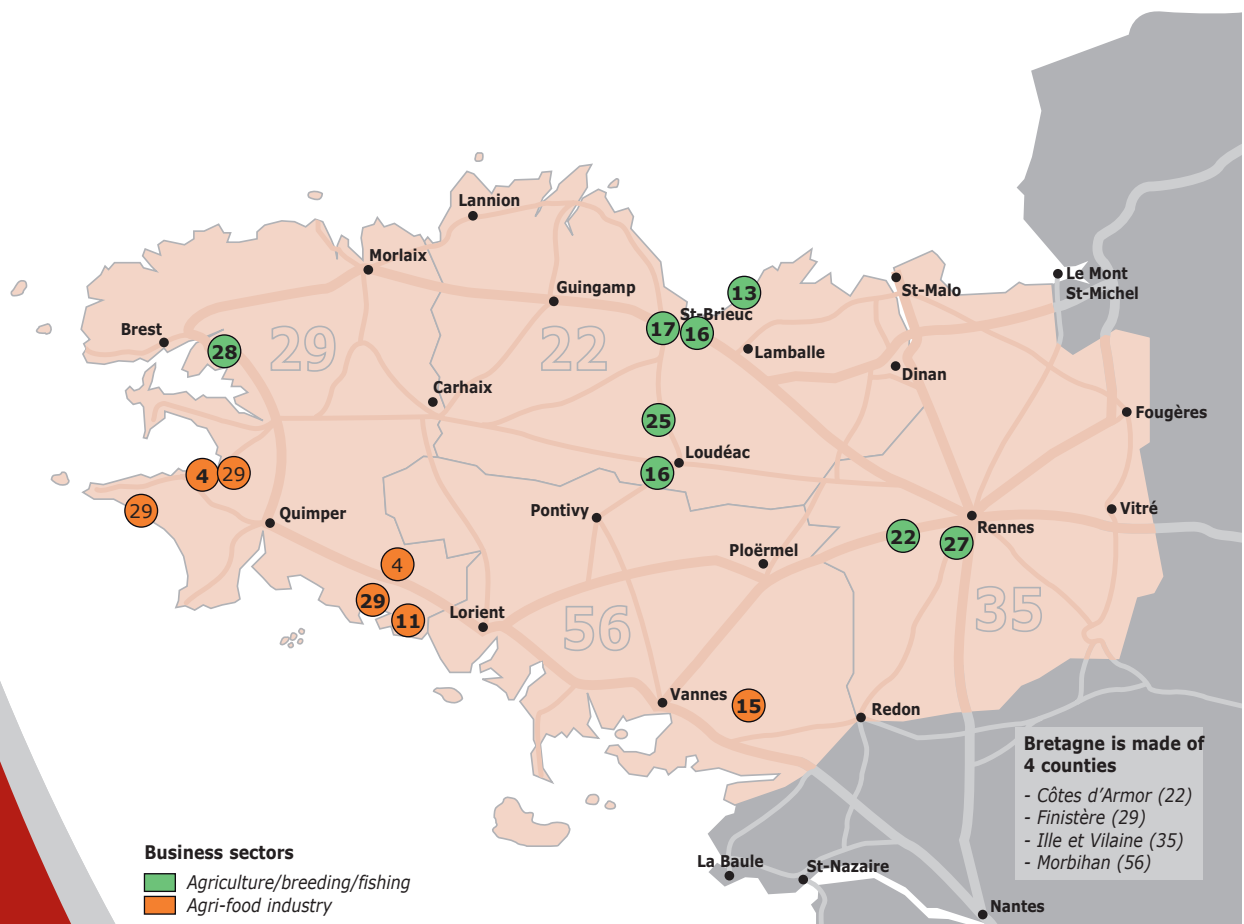 Lannion
Morlaix
Le Mont
St-Michel
St-Malo
Guingamp
13
St-Brieuc
17
16
Brest
28
29
22
Lamballe
Dinan
Carhaix
Fougères
25
Loudéac
16
4
29
29
Quimper
Pontivy
Rennes
Vitré
22
27
Ploërmel
4
29
11
Lorient
56
35
Vannes
15
Redon
Bretagne is made of
4 counties
- Côtes d'Armor (22)
- Finistère (29)
- Ille et Vilaine (35)
- Morbihan (56)
Business sectors
Agriculture/breeding/fishing
Agri-food industry
La Baule
St-Nazaire
Nantes